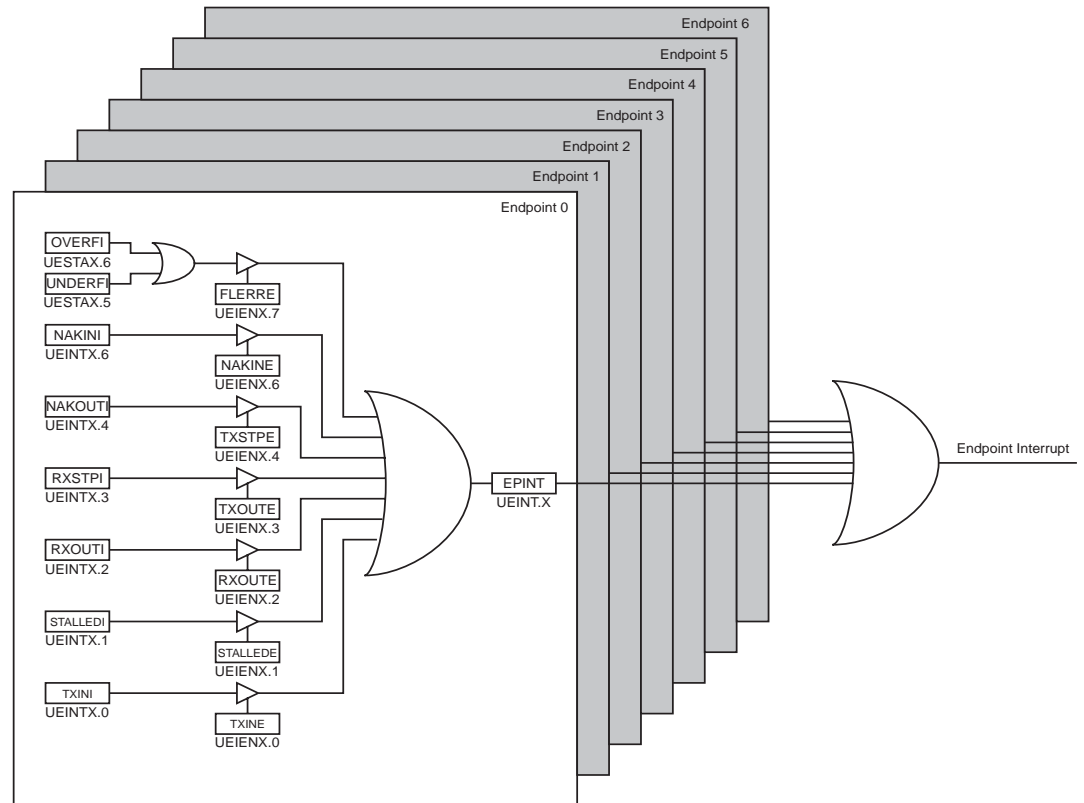 Endpoint 6
Endpoint 5
Endpoint 4
Endpoint 3
Endpoint 2
Endpoint 1
Endpoint 0
OVERFI
UESTAX.6
UNDERFI
UESTAX.5
FLERRE
UEIENX.7
NAKINI
UEINTX.6
NAKINE
UEIENX.6
NAKOUTI
UEINTX.4
TXSTPE
UEIENX.4
RXSTPI
UEINTX.3
TXOUTE
UEIENX.3
RXOUTI
UEINTX.2
RXOUTE
UEIENX.2
STALLEDI
UEINTX.1
STALLEDE
UEIENX.1
TXINI
UEINTX.0
TXINE
UEIENX.0
EPINT
UEINT.X
Endpoint Interrupt